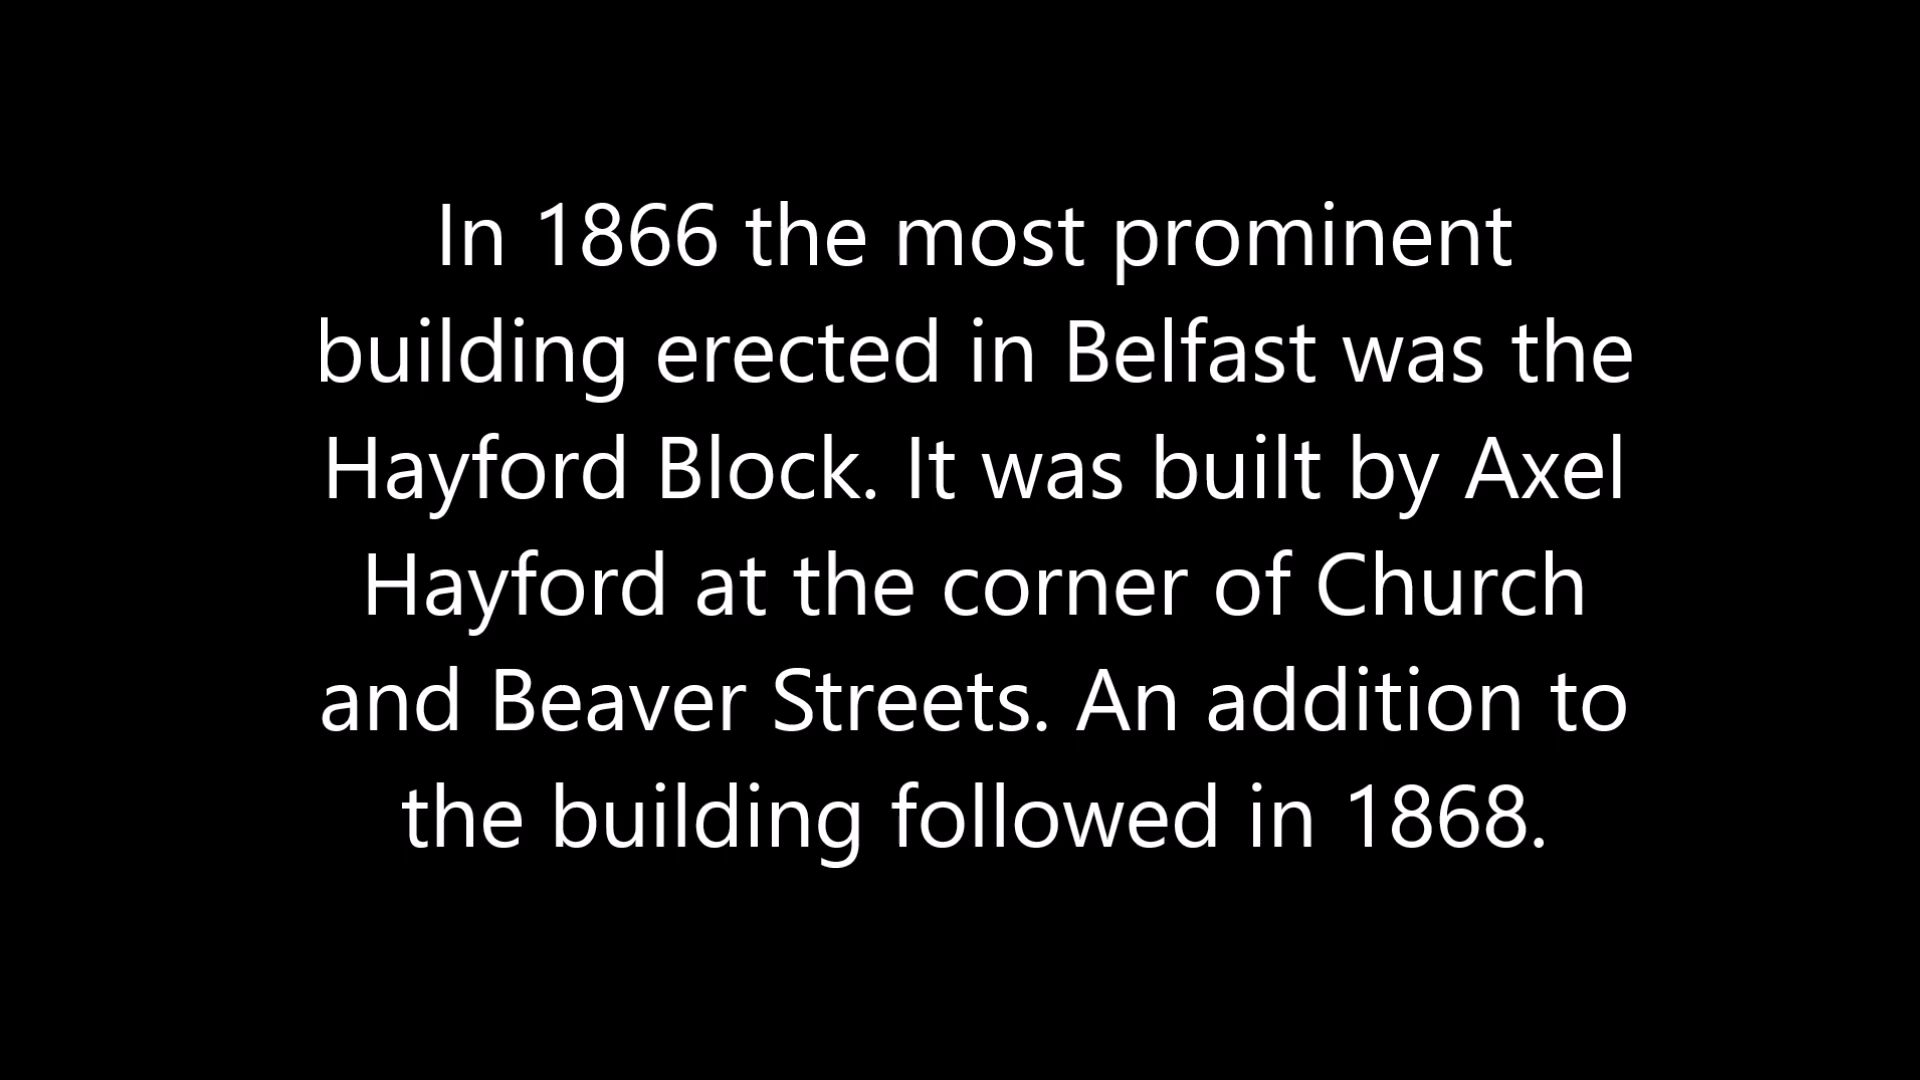 In 1866 the most prominent
building erected in Belfast was the
Hayford Block. It was built by Axel
Hayford at the corner of Church
and Beaver Streets. An addition to
the building followed in 1868.